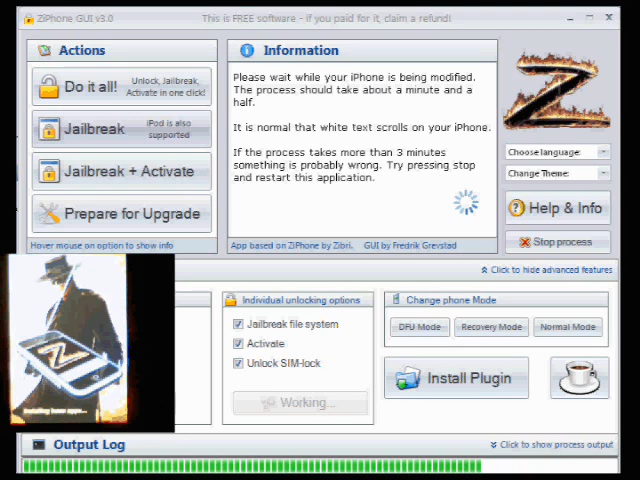 ZiPhone GUI v3.0
This is FREE software - if you paid for it, claim a refund!
Actions
Do it all!
Unlock, Jailbreak,
Activate in one click!
Jailbreak
iPod is also
supported
Jailbreak + Activate
Prepare for Upgrade
Hover mouse on option to show info
Information
Please wait while your iPhone is being modified.
The process should take about a minute and a
half.
It is normal that white text scrolls on your iPhone.
If the process takes more than 3 minutes
something is probably wrong. Try pressing stop
and restart this application.
App based on ZiPhone by Zibri.
GUI by Fredrik Grevstad
Z
Choose language:
Change Theme:
Help & Info
Stop process
Click to hide advanced features
Individual unlocking options
Jailbreak file system
Activate
Unlock SIM-lock
Working...
Change phone Mode
DFU Mode
Recovery Mode
Normal Mode
Install Plugin
Z
Output Log
Click to show process output